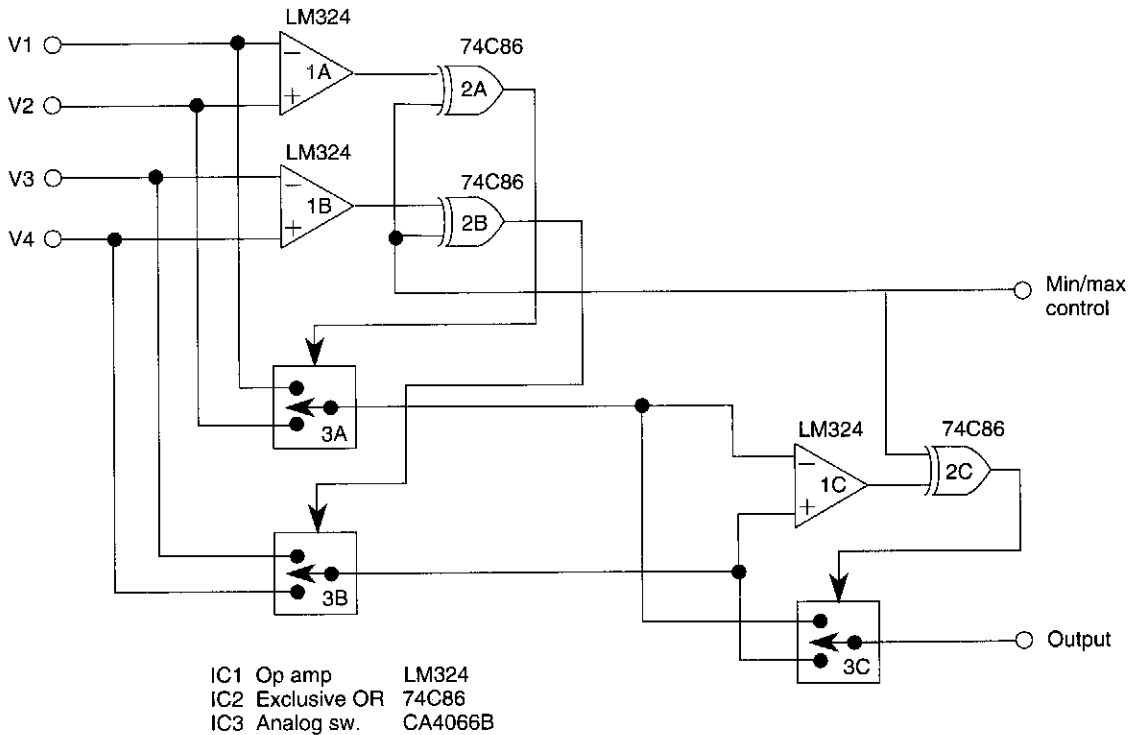 LM324
74C86
V1
−
1A
2A
V2
+
LM324
74C86
V3
−
1B
2B
V4
+
Min/max
control
3A
LM324
74C86
−
1C
2C
+
3B
3C
Output
IC1 Op amp LM324
IC2 Exclusive OR 74C86
IC3 Analog sw. CA4066B